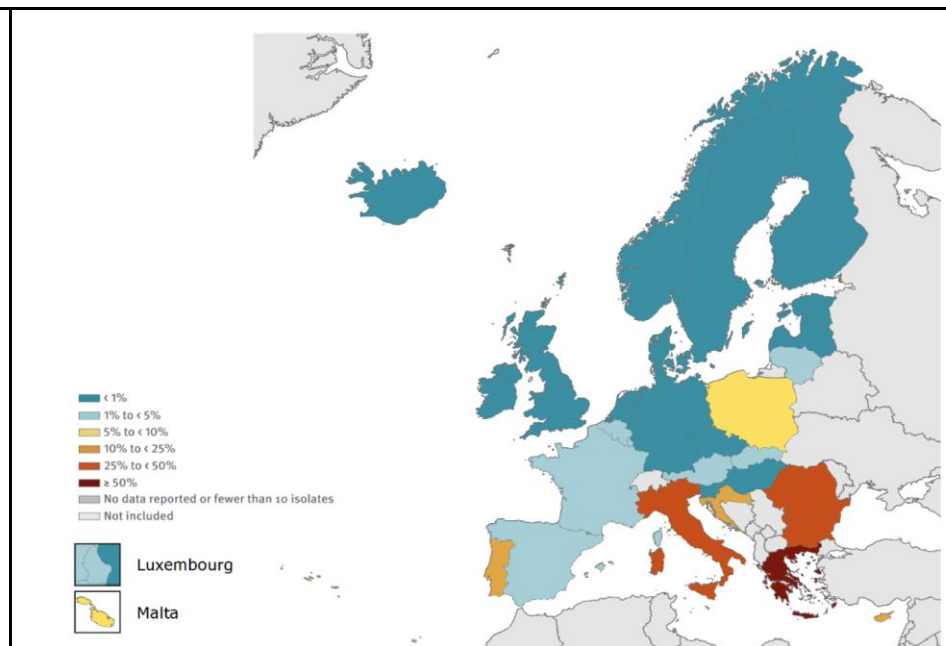 < 1%
1% to < 5%
5% to < 10%
10% to < 25%
25% to < 50%
≥ 50%
No data reported or fewer than 10 isolates
Not included
Luxembourg
Malta